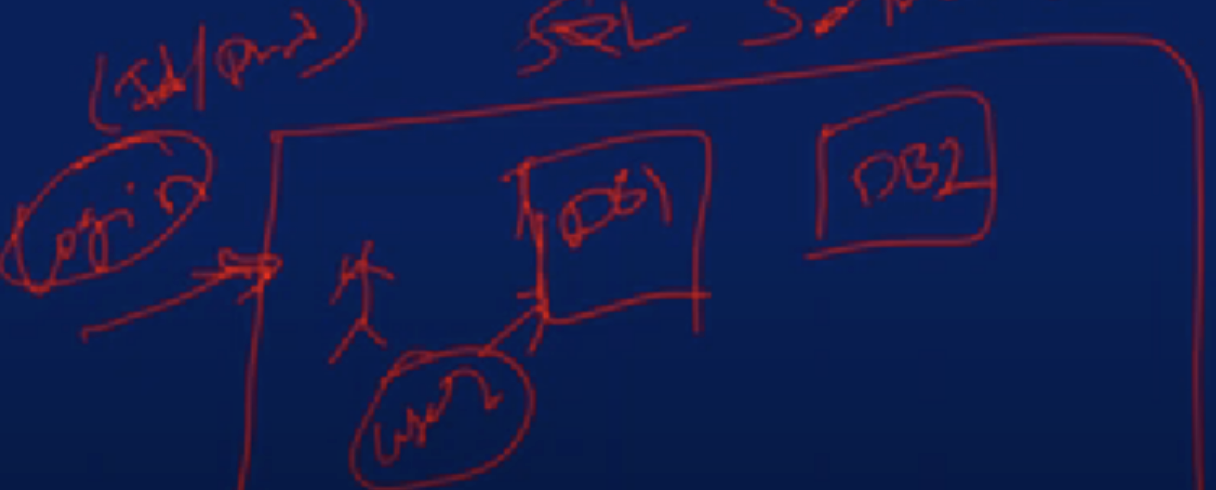 SQL
(Id/pwd)
Login
DB1
DB2
user